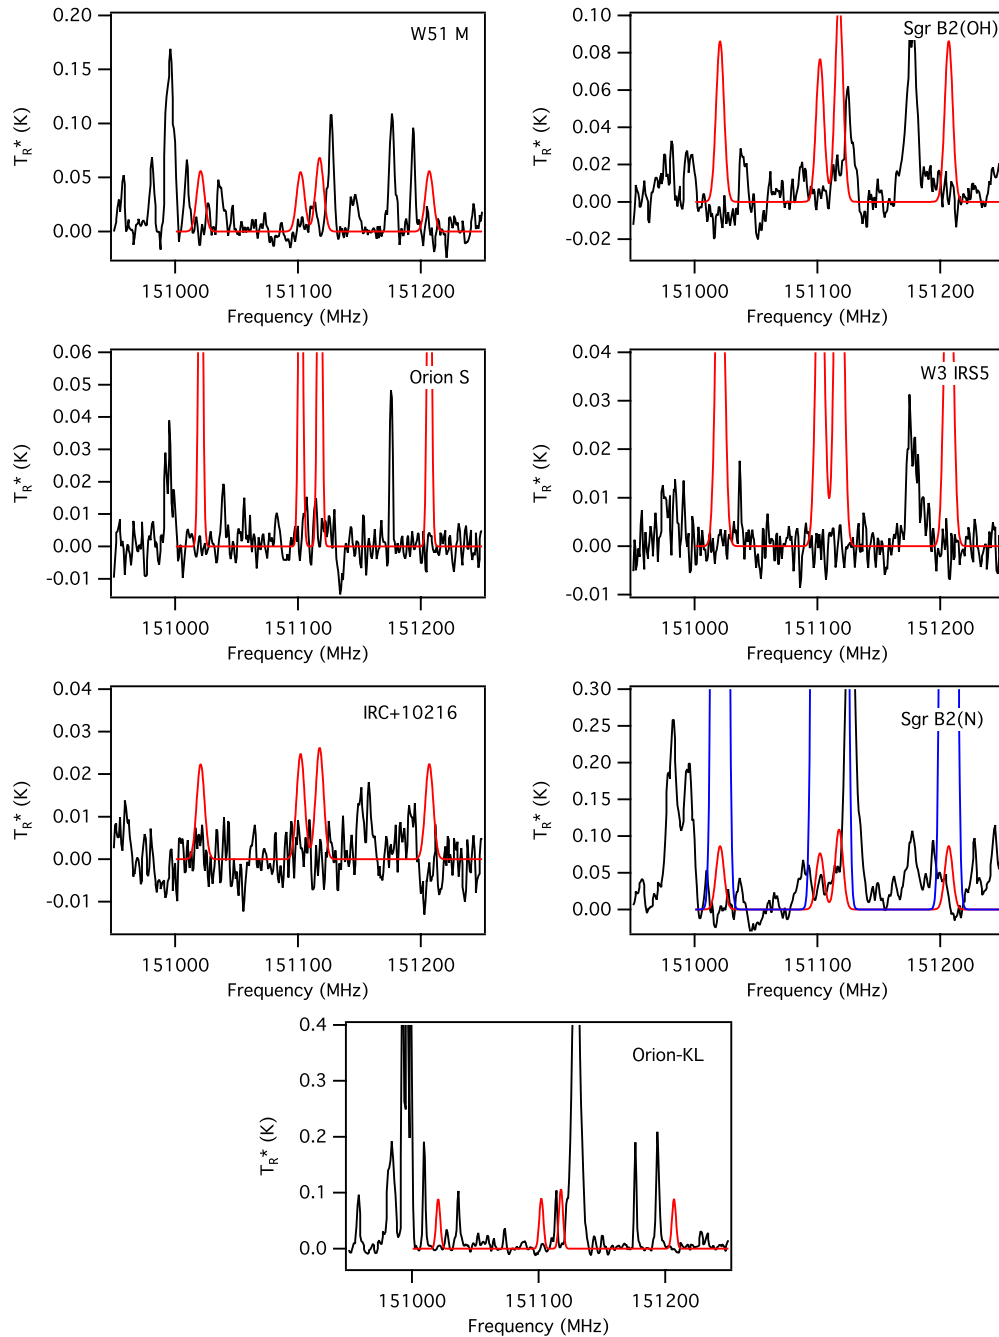 W51 M
0.20
0.15
0.10
0.05
0.00
T_R* (K)
151000 151100 151200
Frequency (MHz)
Sgr B2(OH)
0.10
0.08
0.06
0.04
0.02
0.00
-0.02
T_R* (K)
151000 151100 151200
Frequency (MHz)
Orion S
0.06
0.05
0.04
0.03
0.02
0.01
0.00
-0.01
T_R* (K)
151000 151100 151200
Frequency (MHz)
W3 IRS5
0.04
0.03
0.02
0.01
0.00
-0.01
T_R* (K)
151000 151100 151200
Frequency (MHz)
IRC+10216
0.04
0.03
0.02
0.01
0.00
-0.01
T_R* (K)
151000 151100 151200
Frequency (MHz)
Sgr B2(N)
0.30
0.25
0.20
0.15
0.10
0.05
0.00
T_R* (K)
151000 151100 151200
Frequency (MHz)
Orion-KL
0.4
0.3
0.2
0.1
0.0
T_R* (K)
151000 151100 151200
Frequency (MHz)